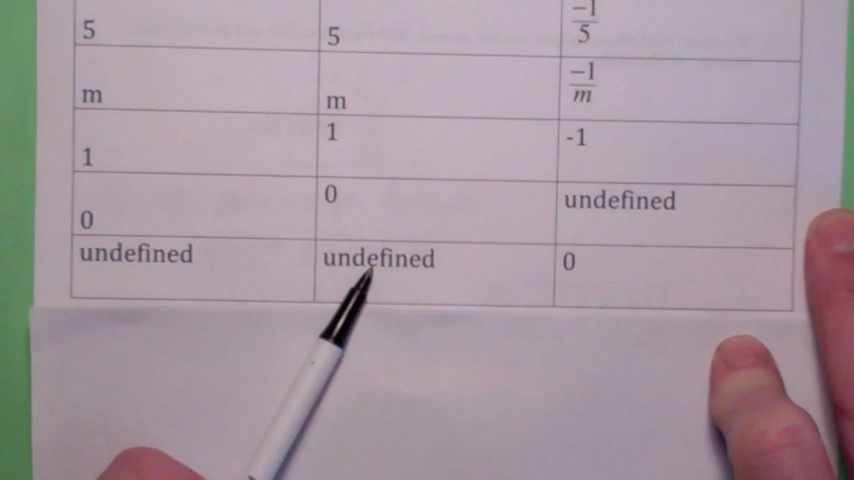 5 5 −1/5
m m −1/m
1 1 -1
0 0 undefined
undefined undefined 0